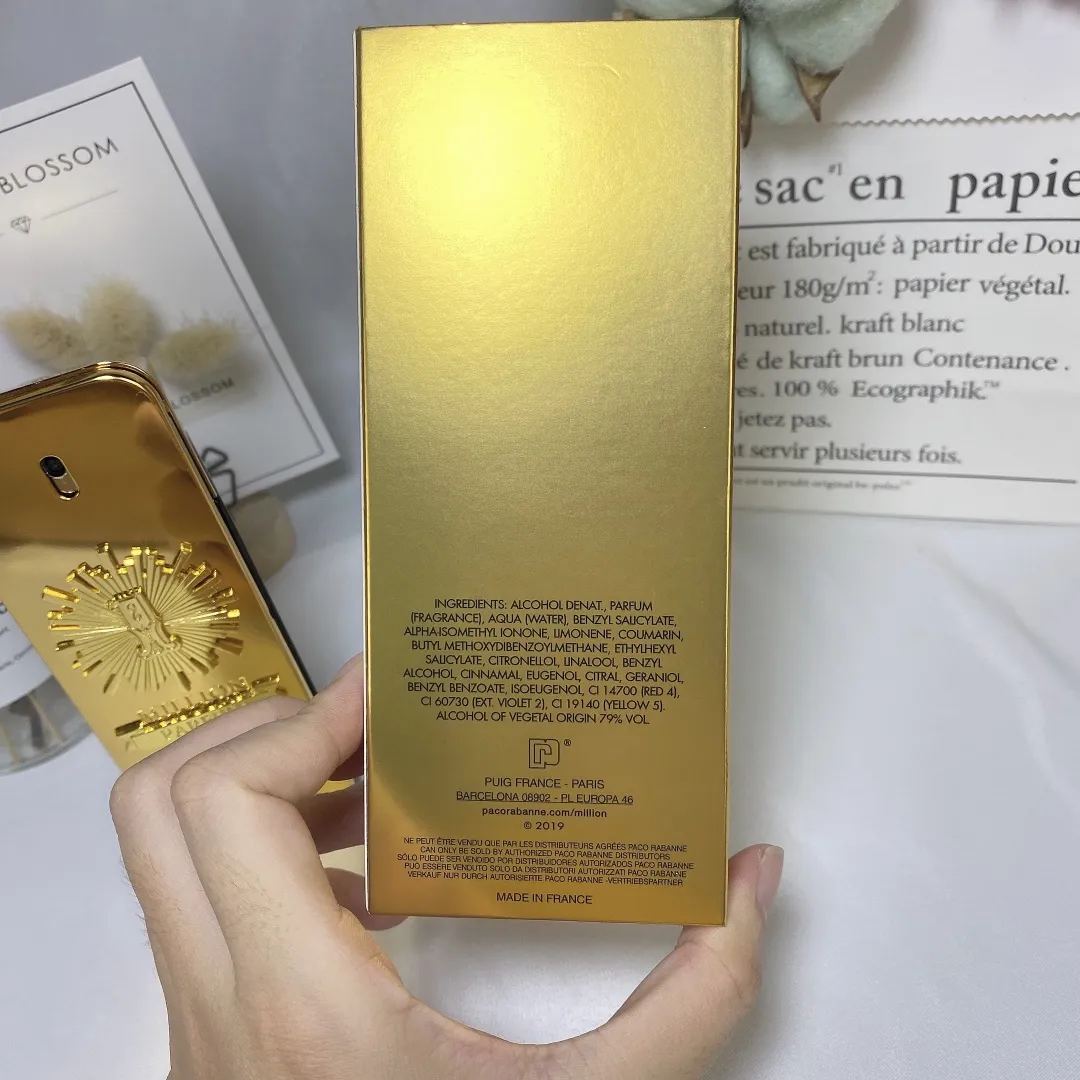 BLOSSOM
LOSSOM
MILLION
sac #1 en papie
est fabriqué à partir de Dou
eur 180g/m²: papier végétal.
naturel. kraft blanc
é de kraft brun Contenance.
es. 100 % Ecographik™
jetez pas.
t servir plusieurs fois.
INGREDIENTS: ALCOHOL DENAT., PARFUM
(FRAGRANCE), AQUA (WATER), BENZYL SALICYLATE,
ALPHA-ISOMETHYL IONONE, LIMONENE, COUMARIN,
BUTYL METHOXYDIBENZOYLMETHANE, ETHYLHEXYL
SALICYLATE, CITRONELLOL, LINALOOL, BENZYL
ALCOHOL, CINNAMAL, EUGENOL, CITRAL, GERANIOL,
BENZYL BENZOATE, ISOEUGENOL, CI 14700 (RED 4),
CI 60730 (EXT. VIOLET 2), CI 19140 (YELLOW 5).
ALCOHOL OF VEGETAL ORIGIN 79% VOL.
®
PUIG FRANCE - PARIS
BARCELONA 08902 - PL EUROPA 46
pacorabanne.com/million
© 2019
NE PEUT ÊTRE VENDU QUE PAR LES DISTRIBUTEURS AGRÉÉS PACO RABANNE
CAN ONLY BE SOLD BY AUTHORIZED PACO RABANNE DISTRIBUTORS
SÓLO PUEDE SER VENDIDO POR DISTRIBUIDORES AUTORIZADOS PACO RABANNE
PUÒ ESSERE VENDUTO SOLO DA DISTRIBUTORI AUTORIZZATI PACO RABANNE
VERKAUF NUR DURCH AUTORISIERTE PACO RABANNE -VERTRIEBSPARTNER
MADE IN FRANCE